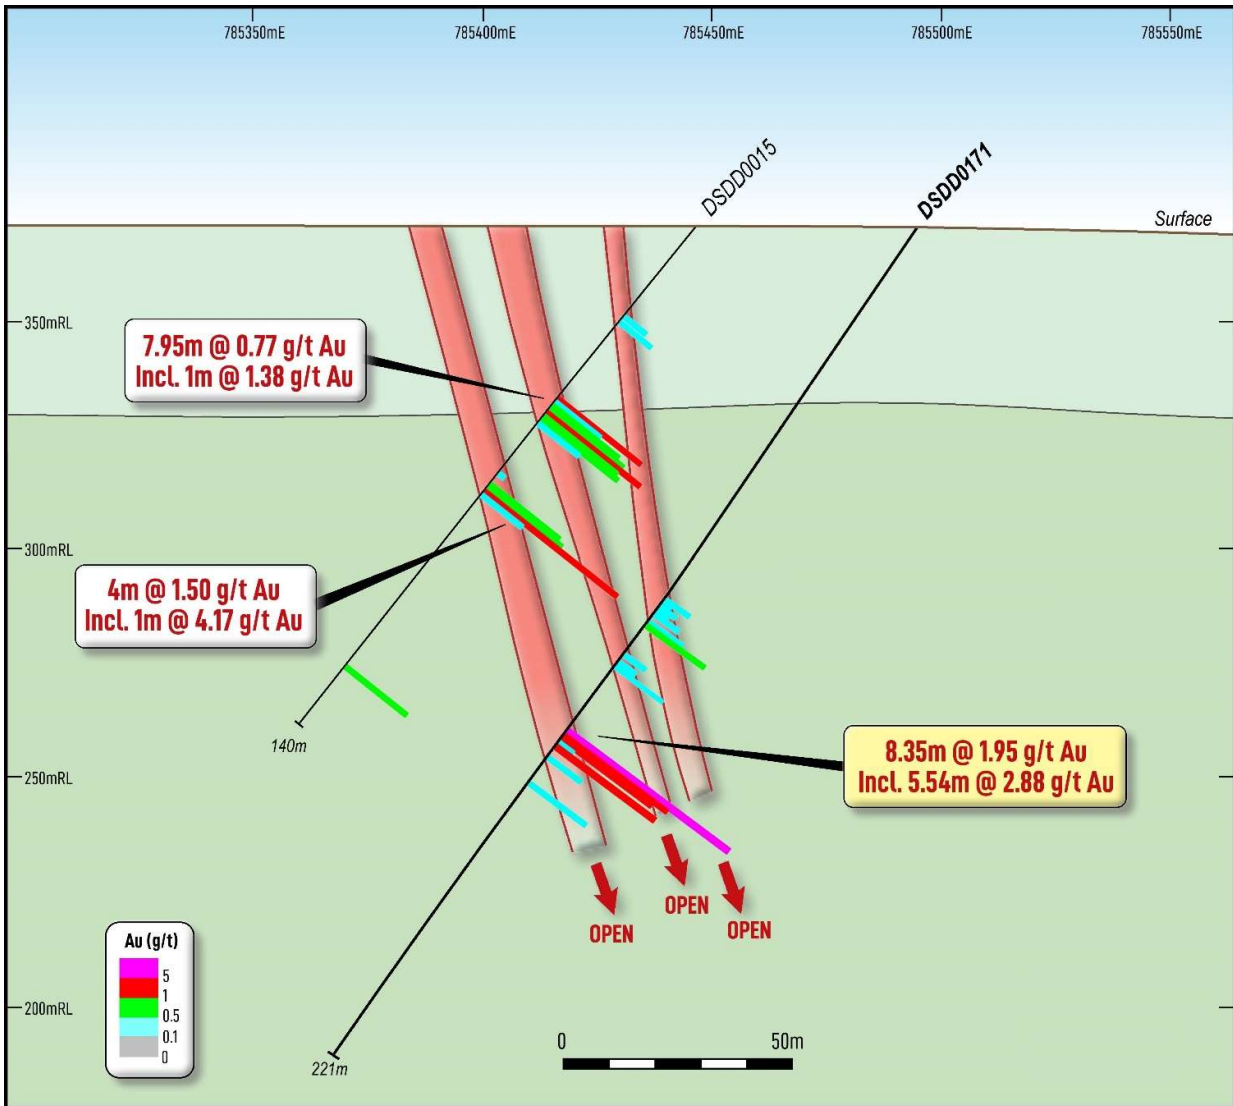 785350mE
785400mE
785450mE
785500mE
785550mE
DSDD0015
DSDD0171
Surface
350mRL
7.95m @ 0.77 g/t Au
Incl. 1m @ 1.38 g/t Au
300mRL
4m @ 1.50 g/t Au
Incl. 1m @ 4.17 g/t Au
140m
8.35m @ 1.95 g/t Au
Incl. 5.54m @ 2.88 g/t Au
250mRL
OPEN
OPEN
OPEN
Au (g/t)
5
1
0.5
0.1
0
200mRL
221m
0
50m